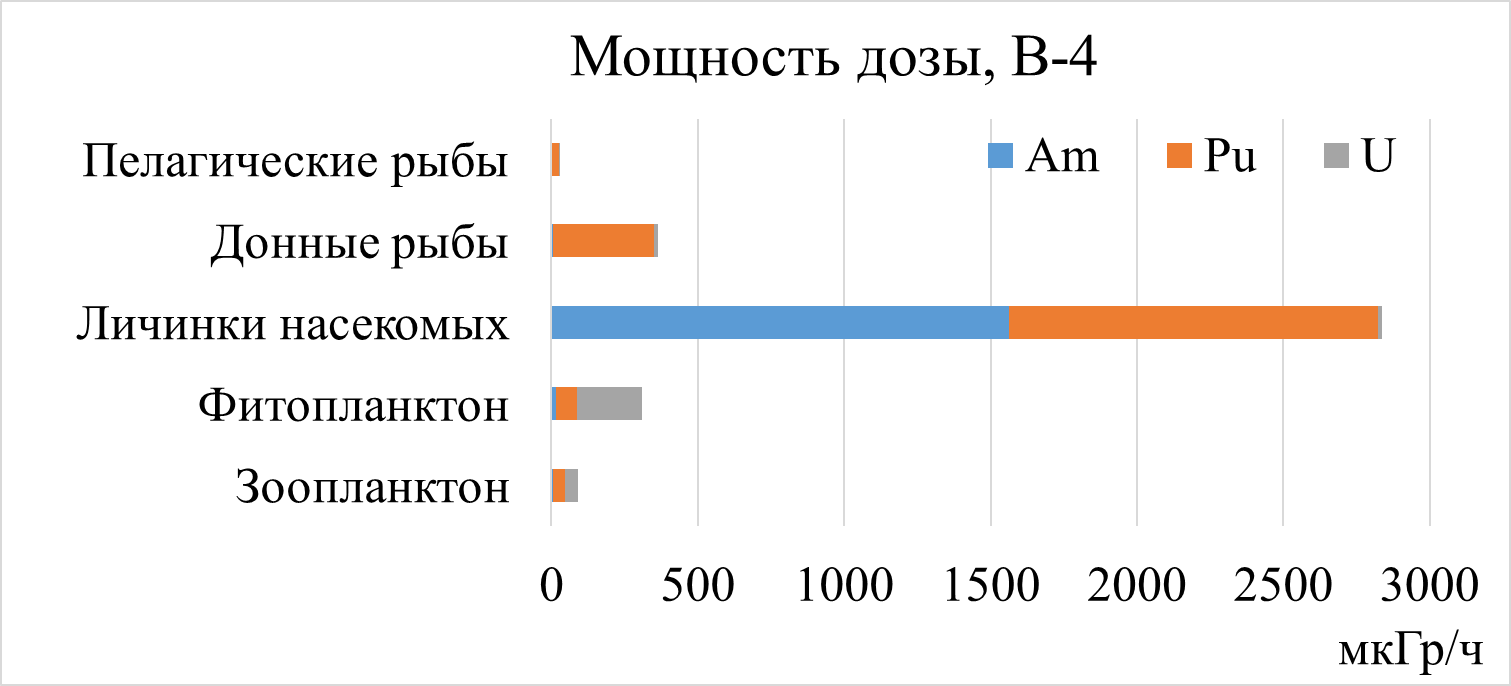 Мощность дозы, В-4
Am Pu U
Пелагические рыбы
Донные рыбы
Личинки насекомых
Фитопланктон
Зоопланктон
0 500 1000 1500 2000 2500 3000
мкГр/ч